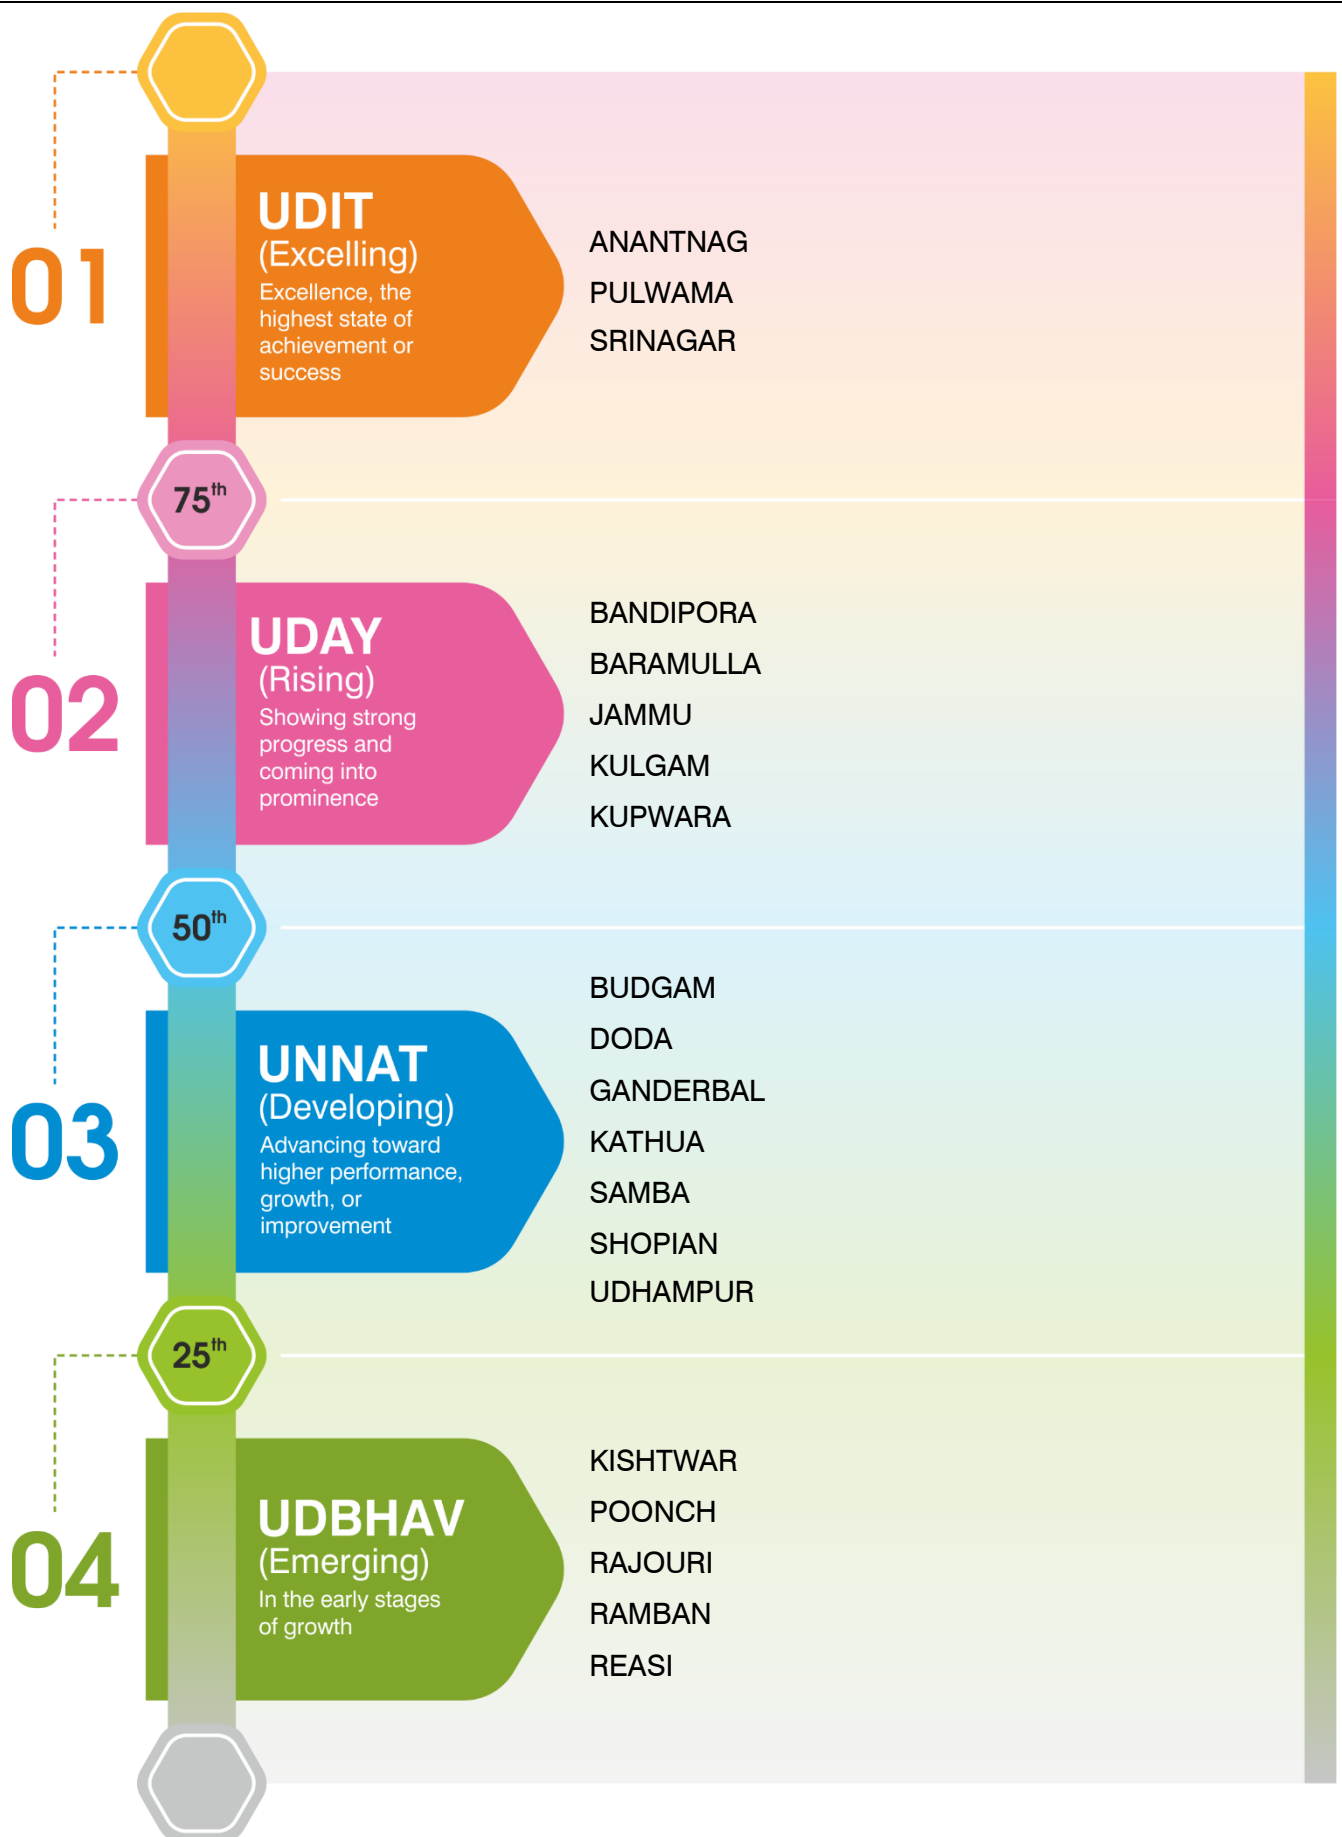 01
UDIT
(Excelling)
Excellence, the
highest state of
achievement or
success
ANANTNAG
PULWAMA
SRINAGAR
75th
02
UDAY
(Rising)
Showing strong
progress and
coming into
prominence
BANDIPORA
BARAMULLA
JAMMU
KULGAM
KUPWARA
50th
03
UNNAT
(Developing)
Advancing toward
higher performance,
growth, or
improvement
BUDGAM
DODA
GANDERBAL
KATHUA
SAMBA
SHOPIAN
UDHAMPUR
25th
04
UDBHAV
(Emerging)
In the early stages
of growth
KISHTWAR
POONCH
RAJOURI
RAMBAN
REASI